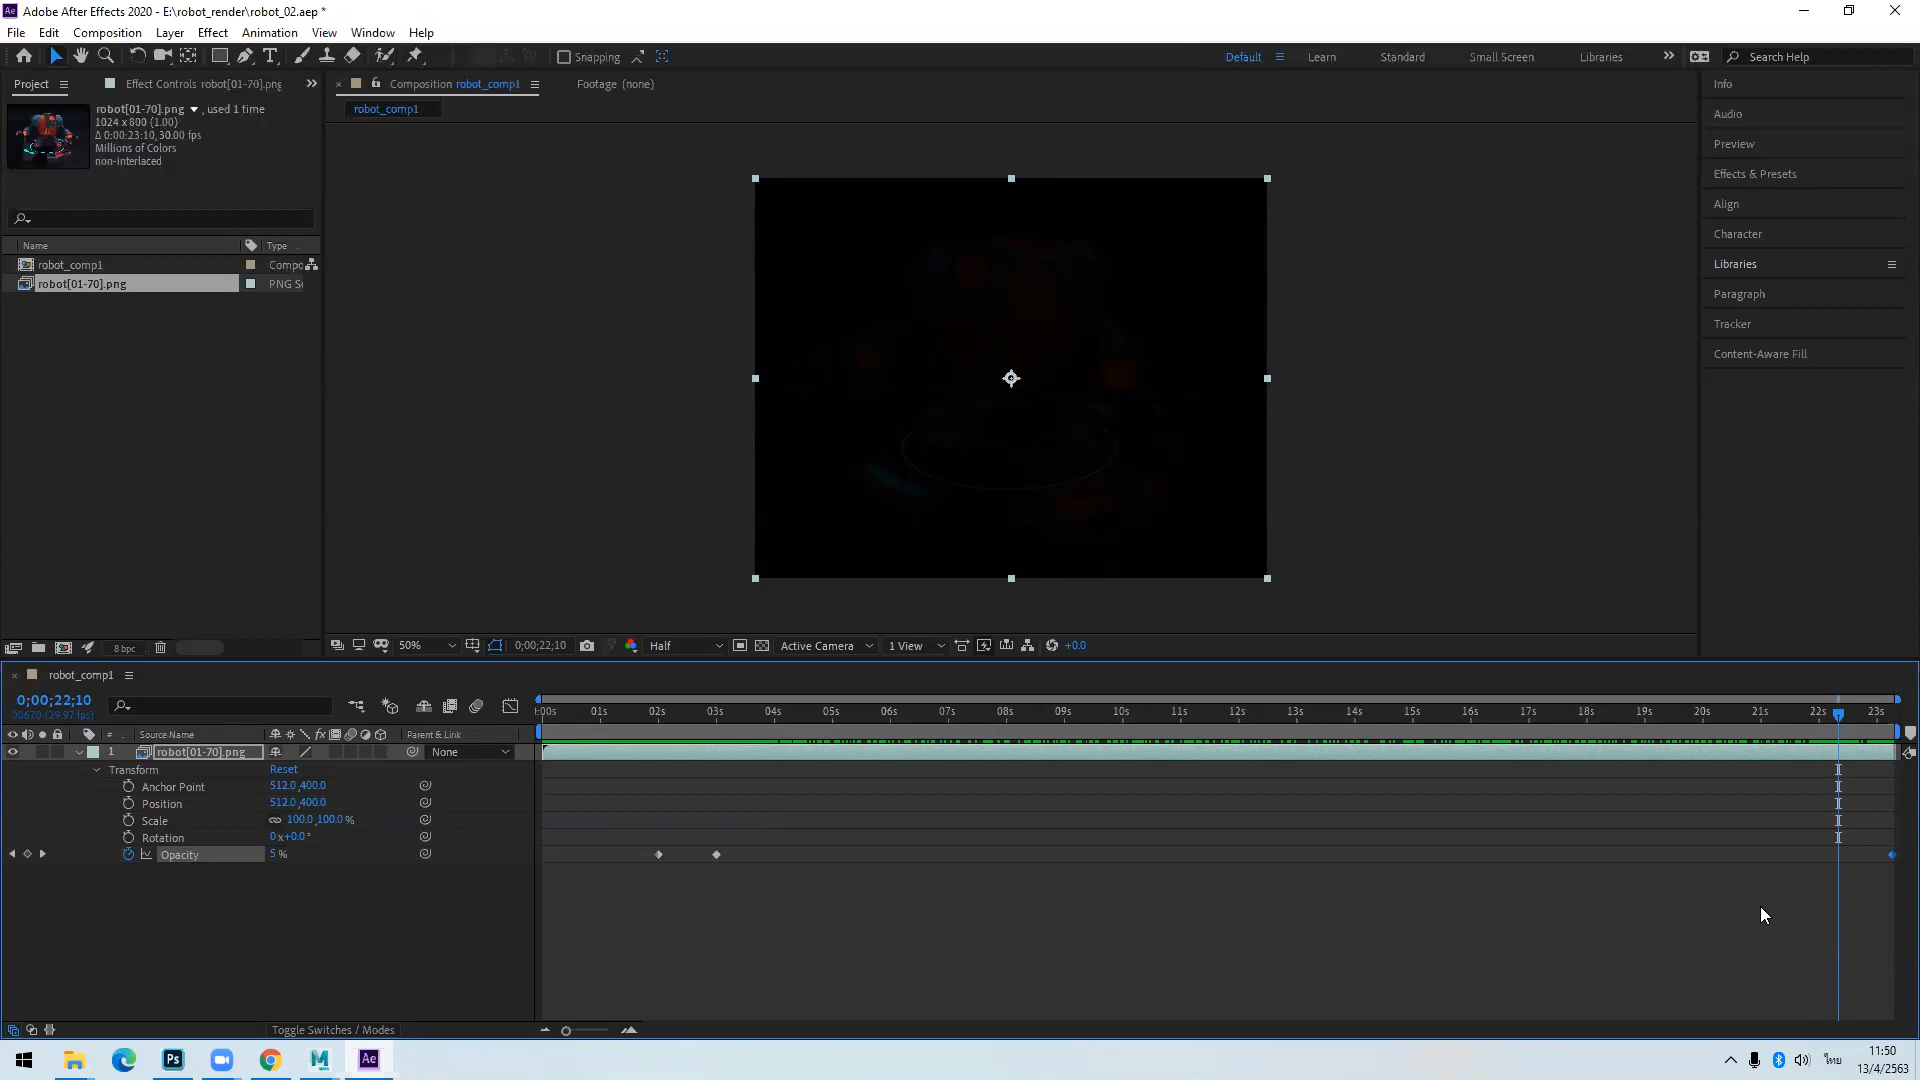 Ae Adobe After Effects 2020 - E:\robot_render\robot_02.aep *
File Edit Composition Layer Effect Animation View Window Help
Snapping
Default Learn Standard Small Screen Libraries Search Help
Project Effect Controls robot[01-70].png
Composition robot_comp1 Footage (none)
robot_comp1
robot[01-70].png , used 1 time
1024 x 800 (1.00)
Δ 0:00:23:10, 30.00 fps
Millions of Colors
non-interlaced
Name Type
robot_comp1 Compo
robot[01-70].png PNG S
Info
Audio
Preview
Effects & Presets
Align
Character
Libraries
Paragraph
Tracker
Content-Aware Fill
8 bpc
50% 0;00;22;10 Half Active Camera 1 View +0.0
robot_comp1
0;00;22;10
00670 (29.97 fps)
:00s 01s 02s 03s 04s 05s 06s 07s 08s 09s 10s 11s 12s 13s 14s 15s 16s 17s 18s 19s 20s 21s 22s 23s
# Source Name Parent & Link
1 robot[01-70].png None
Transform Reset
Anchor Point 512.0,400.0
Position 512.0,400.0
Scale 100.0,100.0%
Rotation 0x+0.0°
Opacity 5%
Toggle Switches / Modes
Ps M Ae
ไทย
11:50
13/4/2563